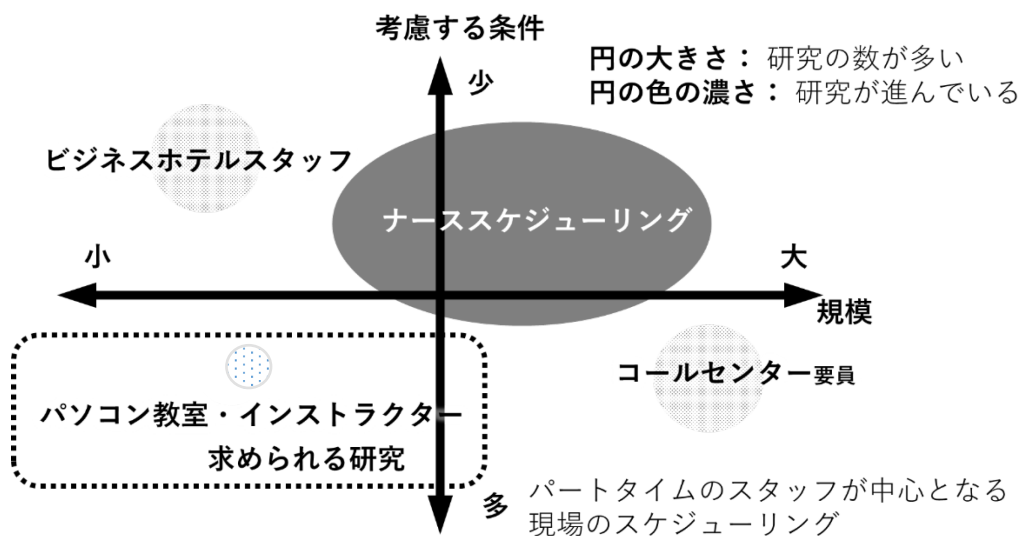 考慮する条件
少
円の大きさ： 研究の数が多い
円の色の濃さ： 研究が進んでいる
ビジネスホテルスタッフ
ナーススケジューリング
小
大
規模
コールセンター要員
パソコン教室・インストラクター
求められる研究
多
パートタイムのスタッフが中心となる
現場のスケジューリング